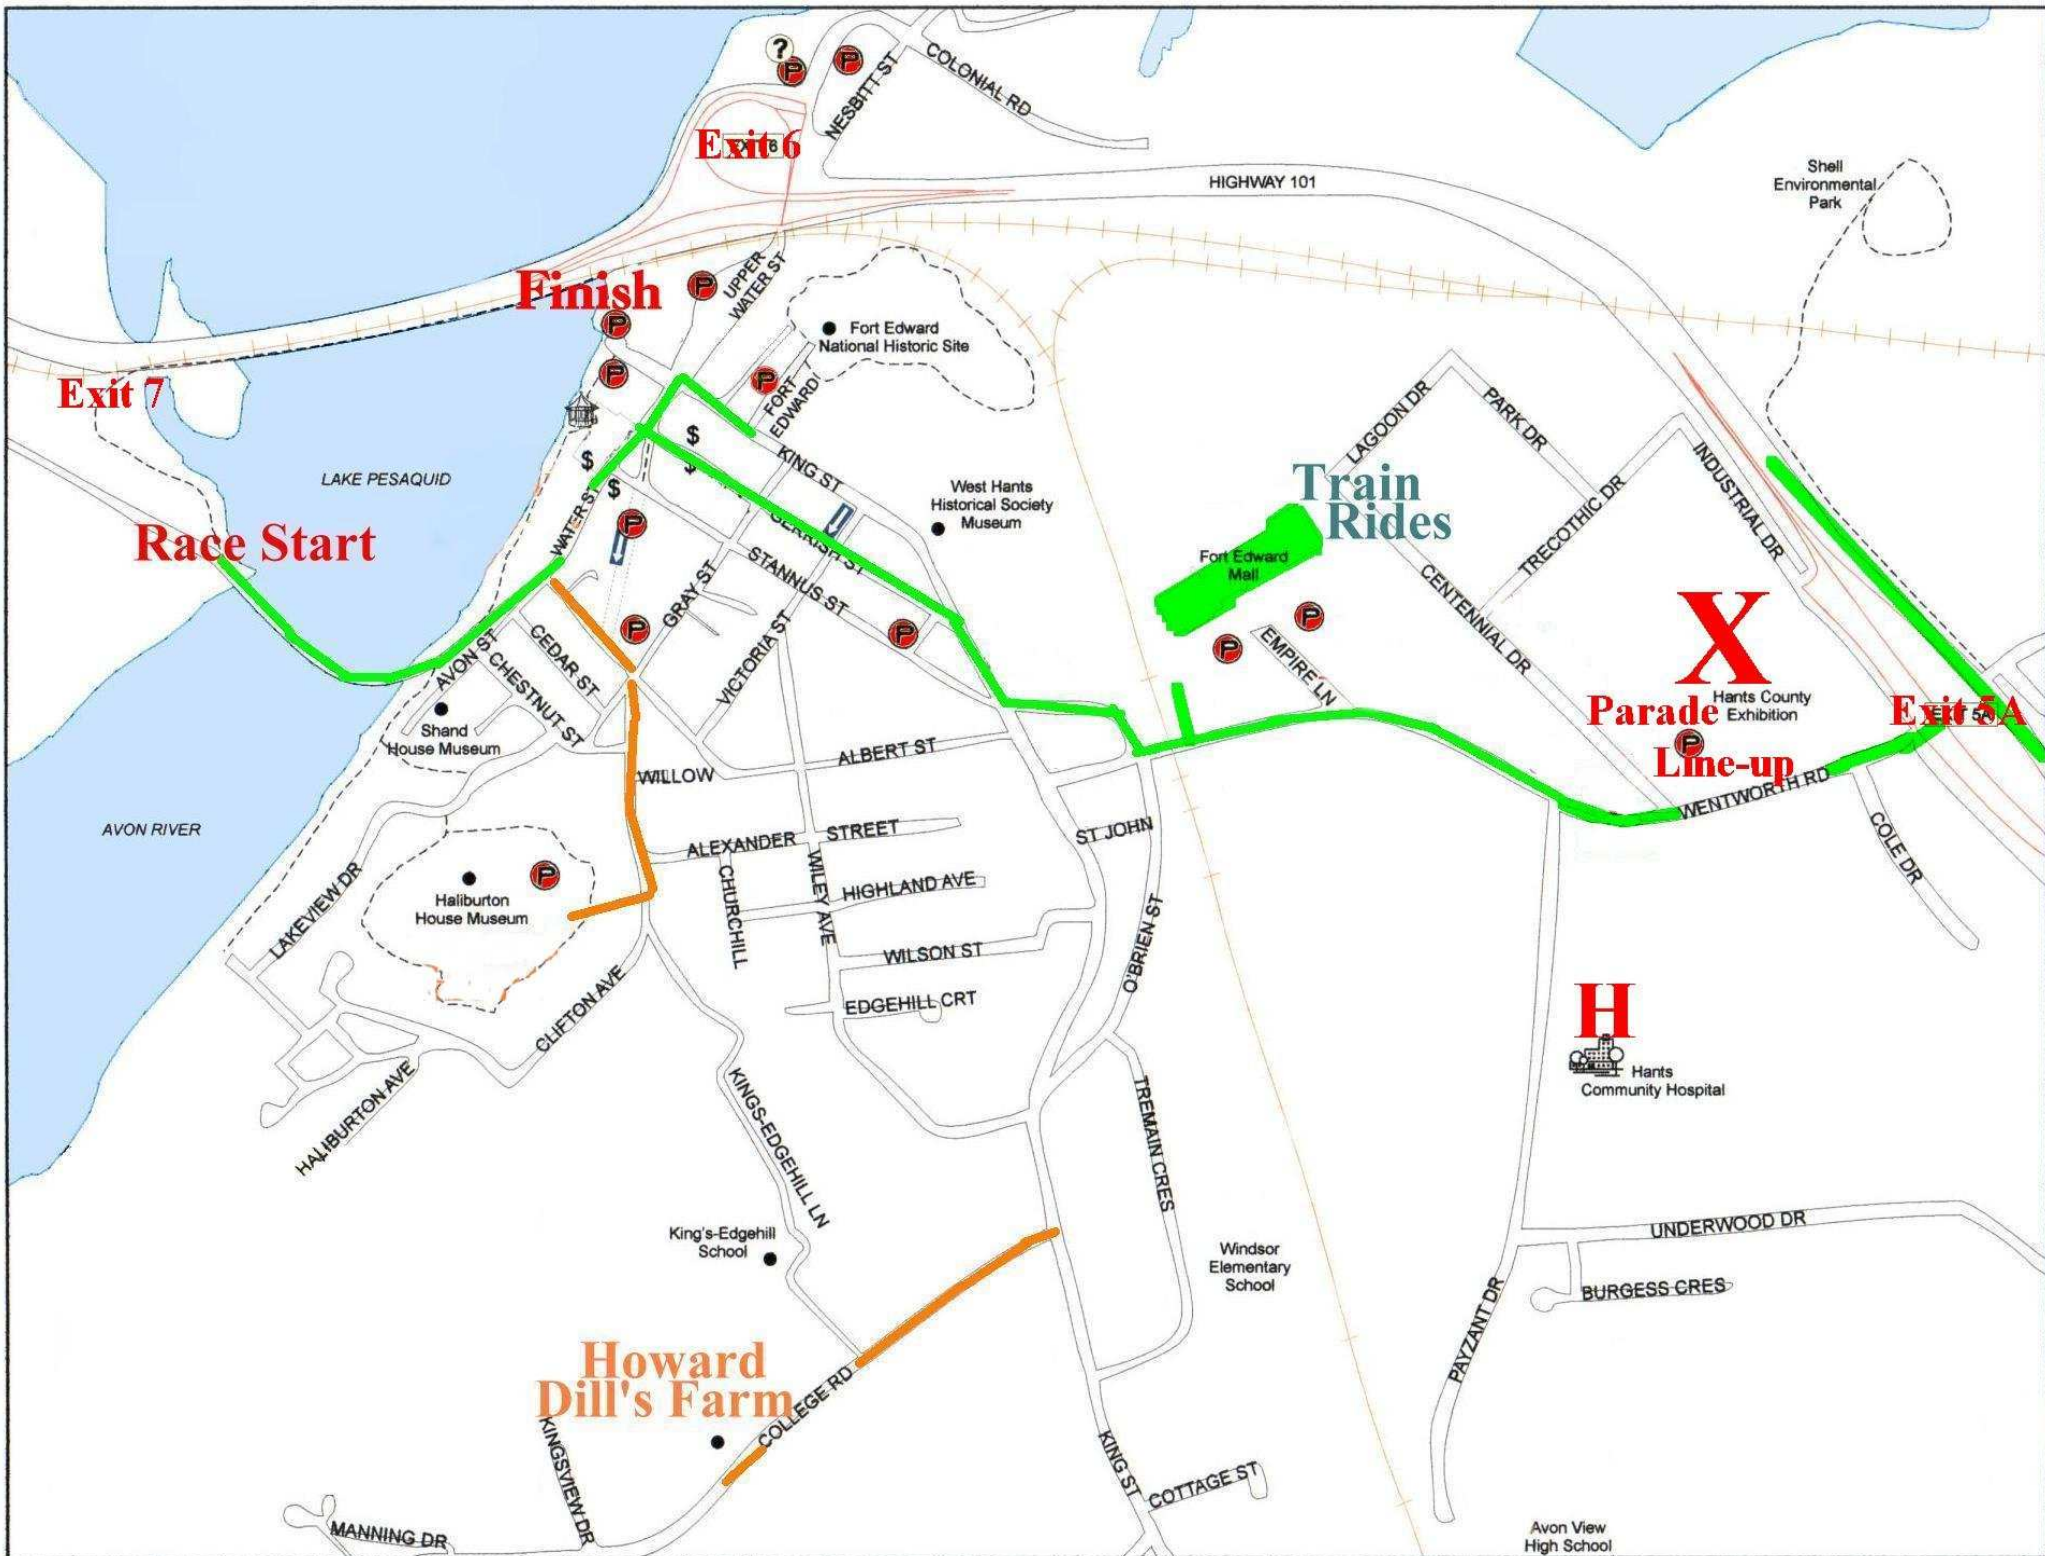 ?
P
P
COLONIAL RD
NESBITT ST
Exit 6
HIGHWAY 101
Shell
Environmental
Park
Finish
P
UPPER
WATER ST
P
Fort Edward
National Historic Site
P
P
FORT
EDWARD
Exit 7
LAGOON DR
PARK DR
$
$
$
$
KING ST
LAKE PESAQUID
West Hants
Historical Society
Museum
Train
Rides
INDUSTRIAL DR
TRECOTHIC DR
Race Start
WATER ST
P
GERRISH ST
STANNUS ST
GRAY ST
Fort Edward
Mall
CENTENNIAL DR
X
P
P
P
P
EMPIRE LN
AVON ST
CEDAR ST
CHESTNUT ST
VICTORIA ST
Shand
House Museum
Hants County
Exhibition
Parade
Line-up
P
Exit 5A
WENTWORTH RD
ALBERT ST
WILLOW
AVON RIVER
ALEXANDER
STREET
ST JOHN
COLE DR
LAKEVIEW DR
P
Haliburton
House Museum
CHURCHILL
WILEY AVE
HIGHLAND AVE
WILSON ST
O'BRIEN ST
EDGEHILL CRT
CLIFTON AVE
H
Hants
Community Hospital
HALIBURTON AVE
KINGS-EDGEHILL LN
TREMAIN CRES
King's-Edgehill
School
Windsor
Elementary
School
UNDERWOOD DR
BURGESS CRES
PAYZANT DR
Howard
Dill's Farm
COLLEGE RD
KINGSVIEW DR
KING ST
COTTAGE ST
MANNING DR
Avon View
High School